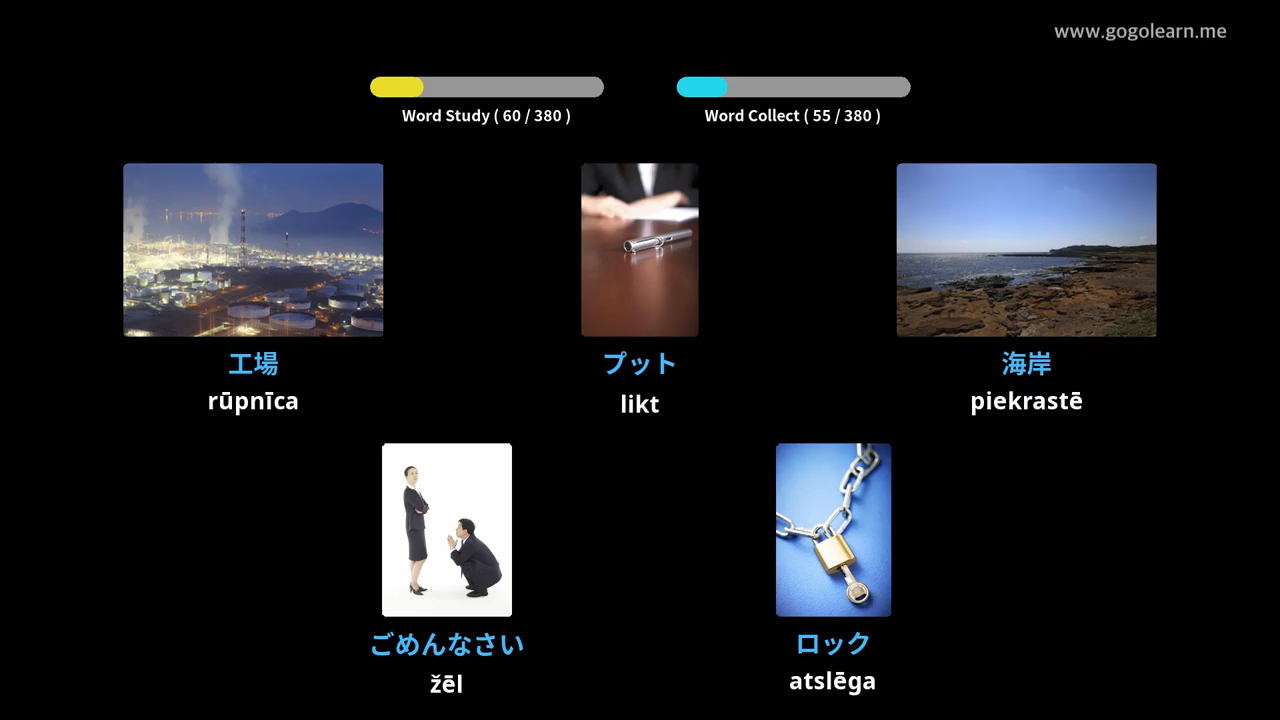 www.gogolearn.me
Word Study ( 60 / 380 )
Word Collect ( 55 / 380 )
工場
rūpnīca
プット
likt
海岸
piekrastē
ごめんなさい
žēl
ロック
atslēga